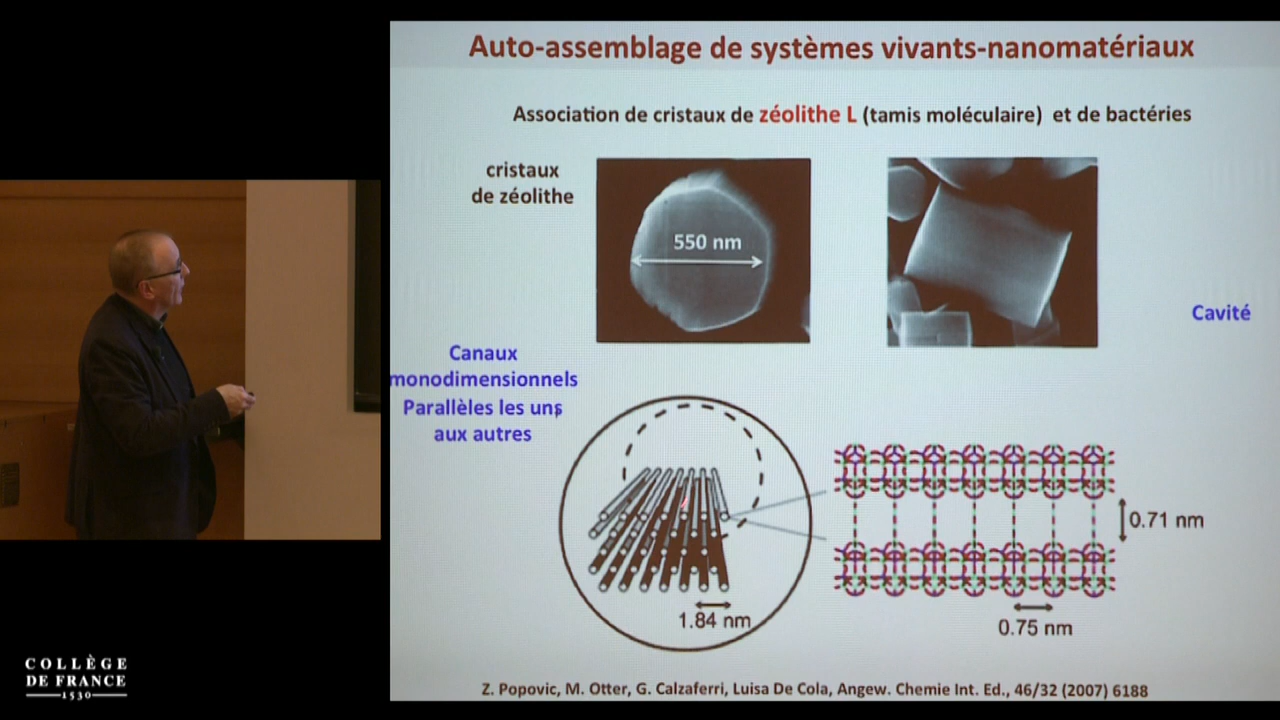 Auto-assemblage de systèmes vivants-nanomatériaux
Association de cristaux de zéolithe L (tamis moléculaire) et de bactéries
cristaux
de zéolithe
550 nm
Cavité
Canaux
monodimensionnels
Parallèles les uns
aux autres
0.71 nm
1.84 nm
0.75 nm
Z. Popovic, M. Otter, G. Calzaferri, Luisa De Cola, Angew. Chemie Int. Ed., 46/32 (2007) 6188
COLLÈGE
DE FRANCE
1530